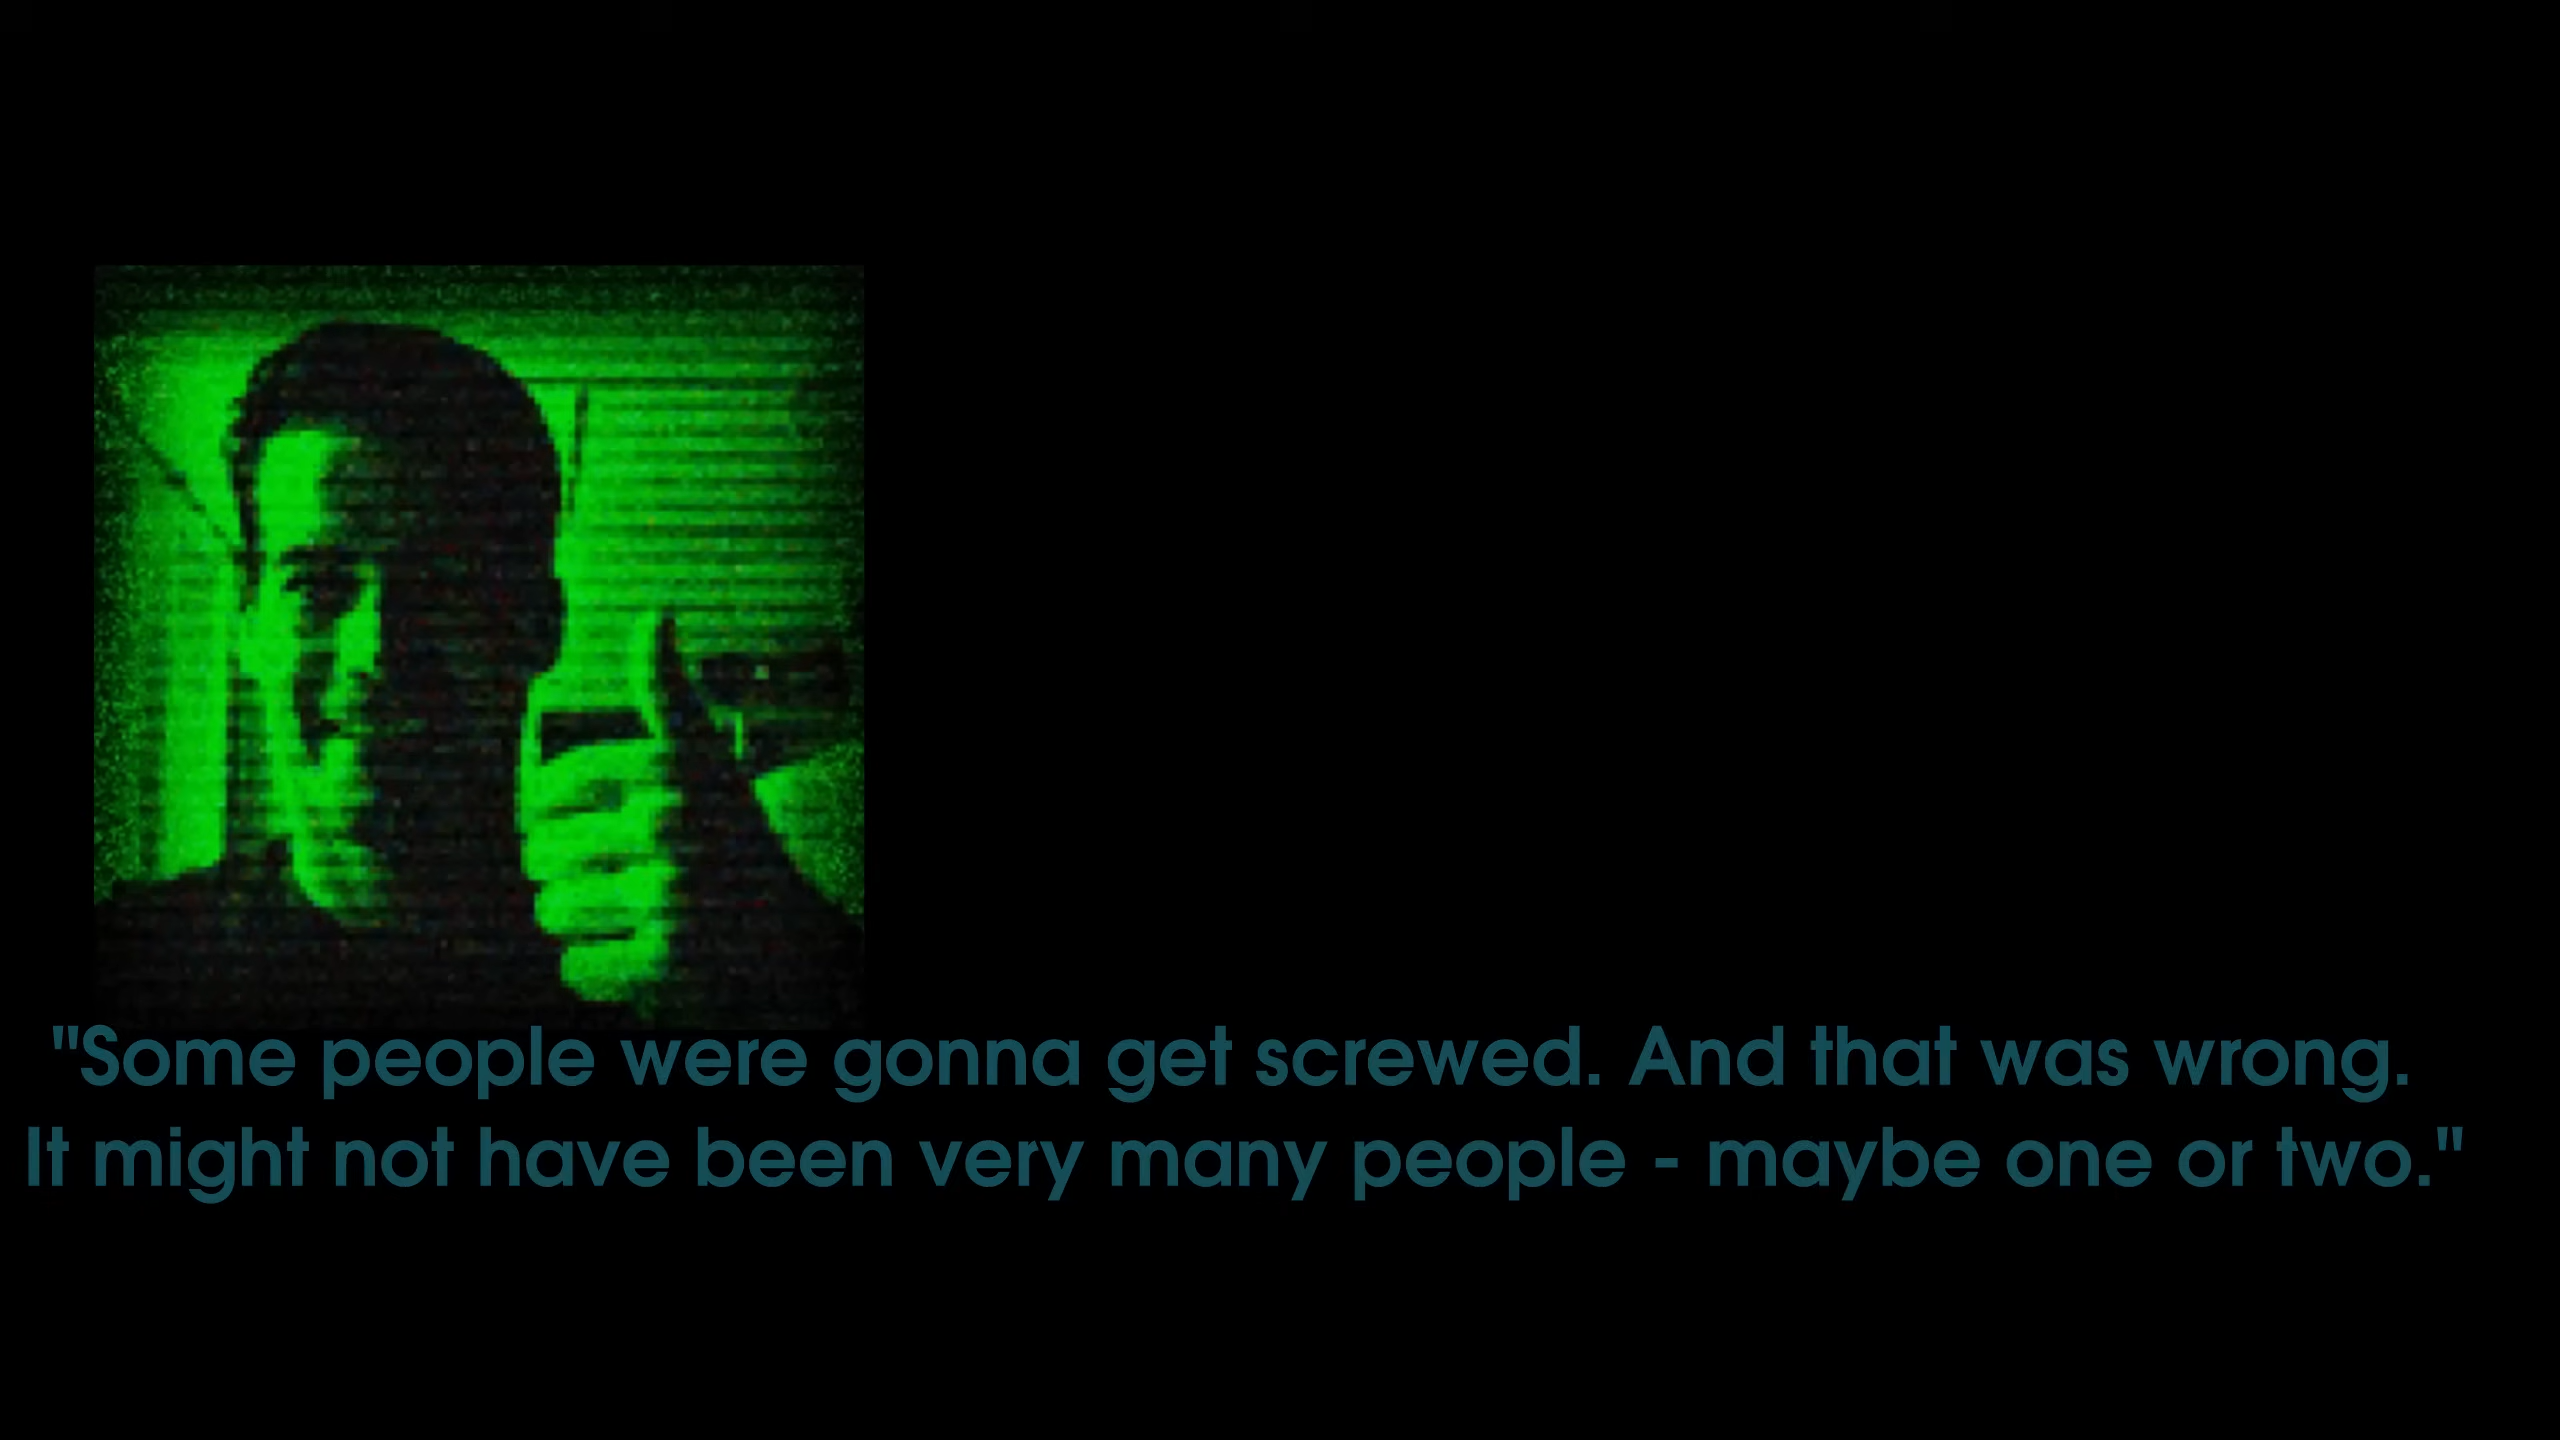 "Some people were gonna get screwed. And that was wrong.
It might not have been very many people - maybe one or two."